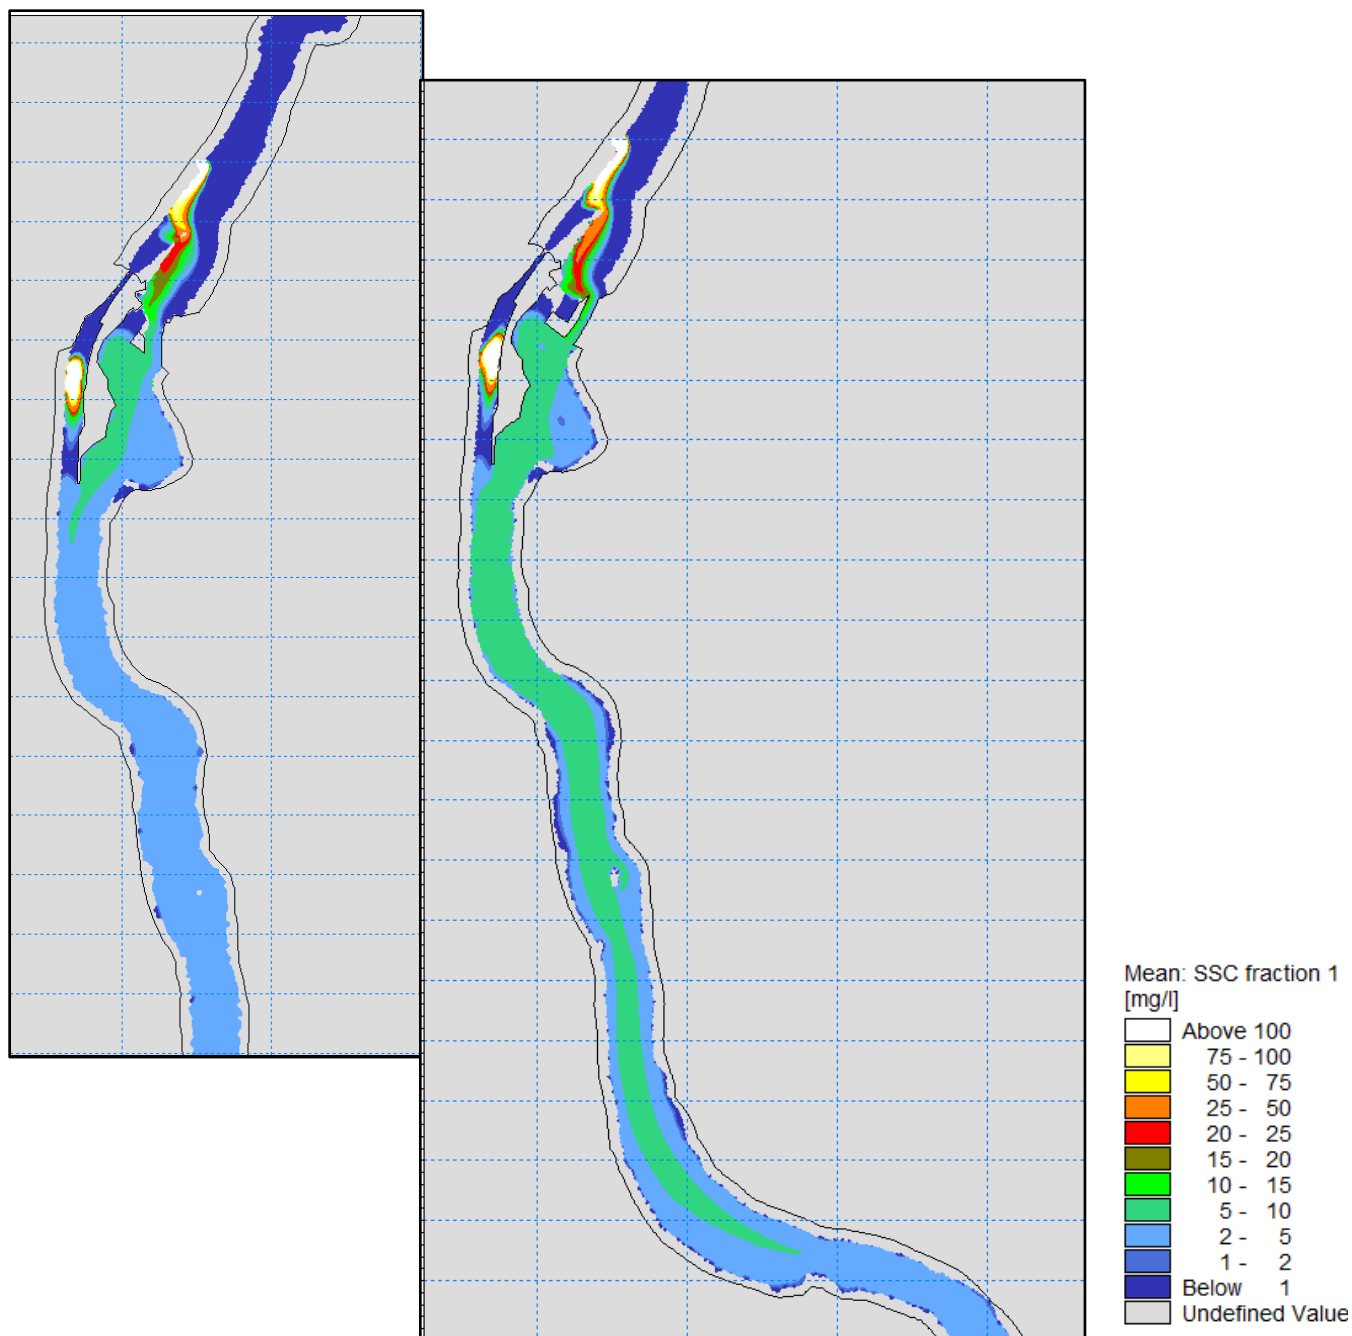 Mean: SSC fraction 1
[mg/l]
Above 100
75 - 100
50 - 75
25 - 50
20 - 25
15 - 20
10 - 15
5 - 10
2 - 5
1 - 2
Below 1
Undefined Value